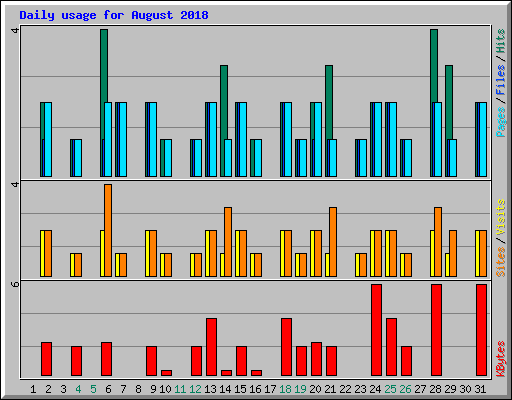 Daily usage for August 2018
4
Pages / Files / Hits
4
Sites / Visits
6
KBytes
1 2 3 4 5 6 7 8 9 10 11 12 13 14 15 16 17 18 19 20 21 22 23 24 25 26 27 28 29 30 31